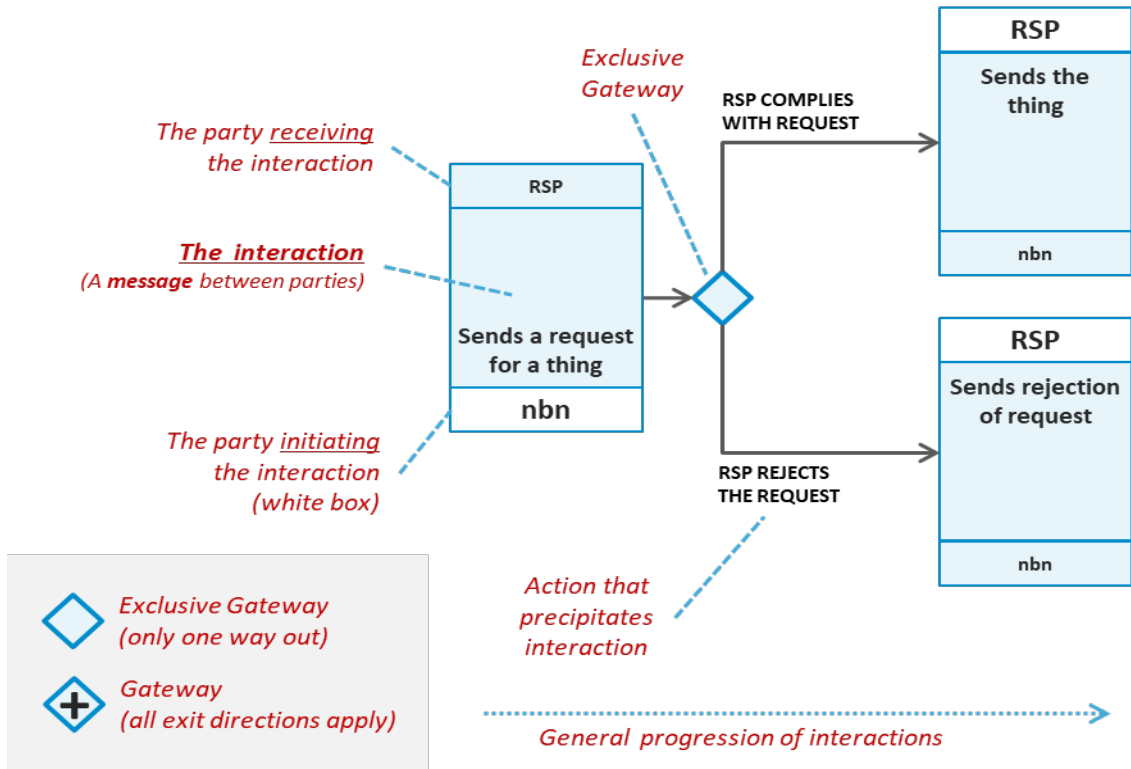 RSP
Sends the
thing
nbn
Exclusive
Gateway
RSP COMPLIES
WITH REQUEST
The party receiving
the interaction
RSP
The interaction
(A message between parties)
Sends a request
for a thing
nbn
The party initiating
the interaction
(white box)
RSP
Sends rejection
of request
nbn
RSP REJECTS
THE REQUEST
Action that
precipitates
interaction
Exclusive Gateway
(only one way out)
+
Gateway
(all exit directions apply)
General progression of interactions